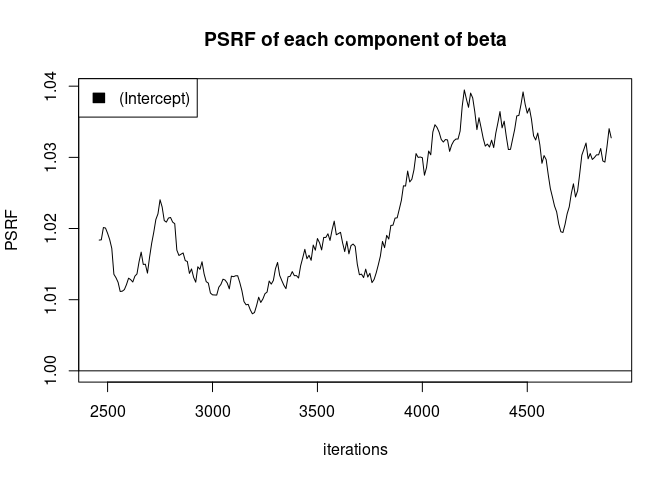 PSRF of each component of beta
(Intercept)
PSRF
1.04
1.03
1.02
1.01
1.00
2500 3000 3500 4000 4500
iterations